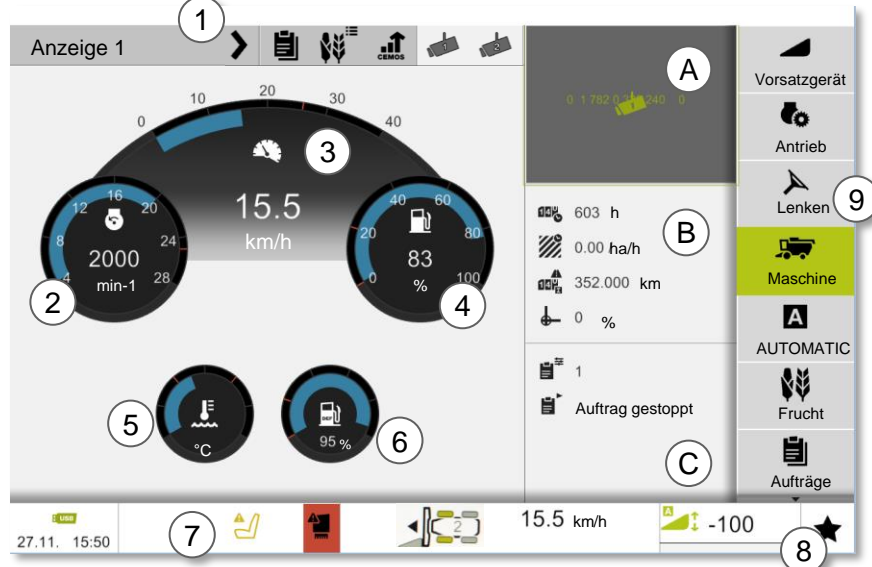 1
Anzeige 1
CEMOS
1
2
A
Vorsatzgerät
Antrieb
Lenken
9
Maschine
A
AUTOMATIC
Frucht
Aufträge
0
10
20
30
40
3
15.5
km/h
4
8
12
16
20
24
28
2000
min-1
2
0
20
40
60
80
100
83
%
4
603 h
B
0.00 ha/h
352.000 km
0 %
1
Auftrag gestoppt
C
5
°C
DEF
95 %
6
USB
27.11. 15:50
7
2
15.5 km/h
A
-100
8